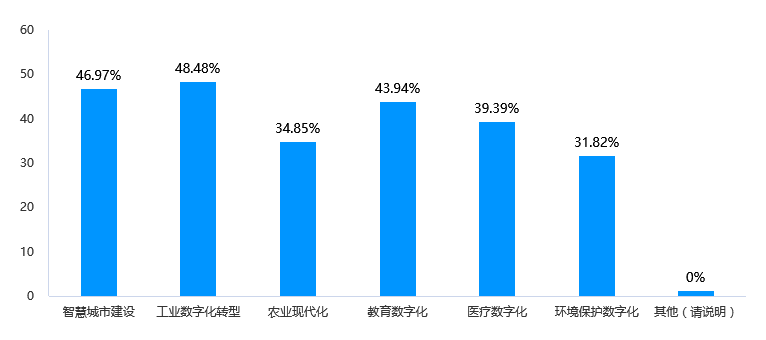 60
50
40
30
20
10
0
46.97%
48.48%
34.85%
43.94%
39.39%
31.82%
0%
智慧城市建设
工业数字化转型
农业现代化
教育数字化
医疗数字化
环境保护数字化
其他（请说明）